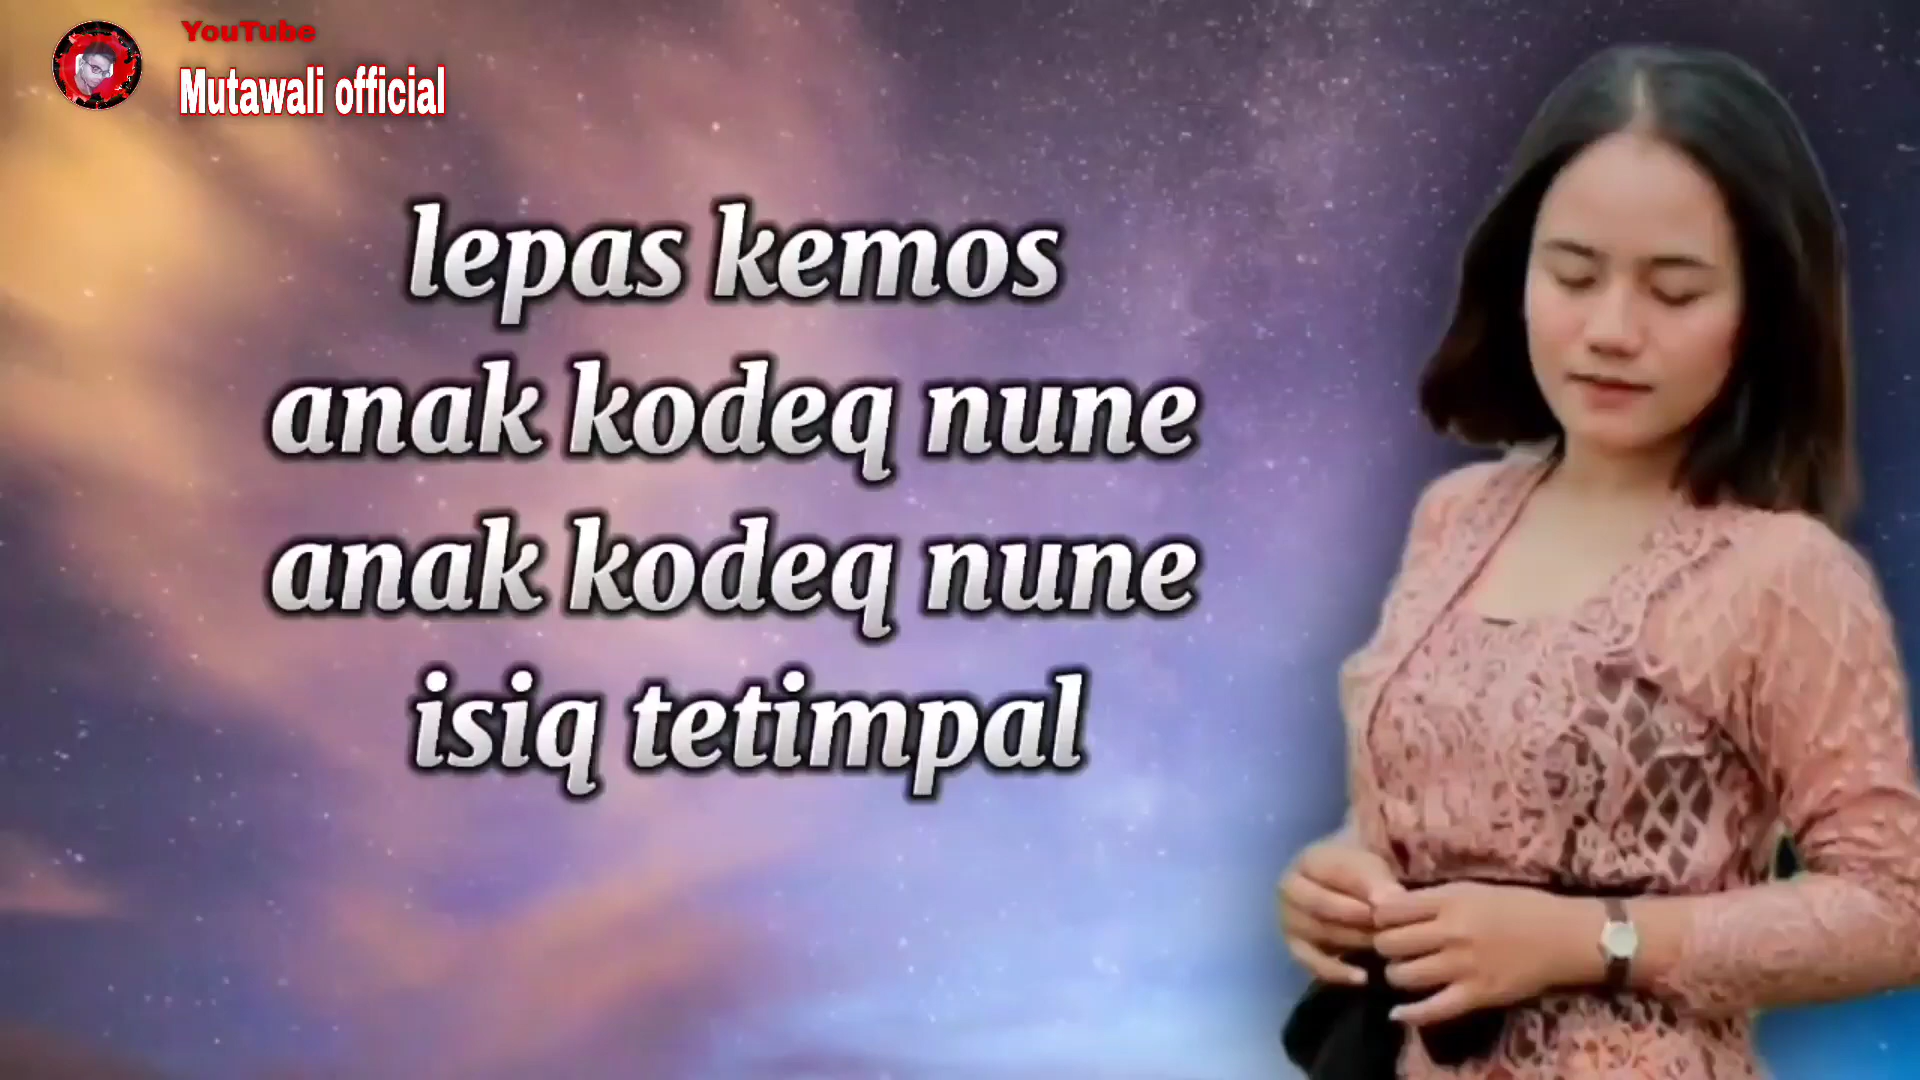 YouTube
Mutawali official
lepas kemos
anak kodeq nune
anak kodeq nune
isiq tetimpal